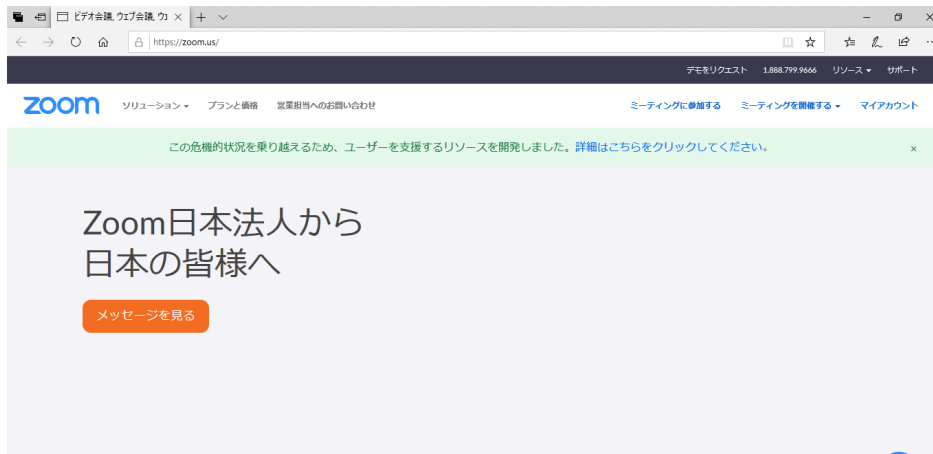 ビデオ会議, ウェブ会議, ウｪ
https://zoom.us/
デモをリクエスト 1.888.799.9666 リソース サポート
zoom ソリューション プランと価格 営業担当へのお問い合わせ ミーティングに参加する ミーティングを開催する マイアカウント
この危機的状況を乗り越えるため、ユーザーを支援するリソースを開発しました。詳細はこちらをクリックしてください。
Zoom日本法人から
日本の皆様へ
メッセージを見る